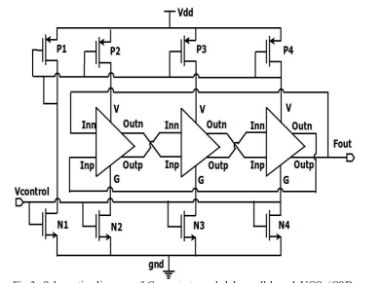 Vdd
P1 P2 P3 P4
V V V
Inn Outn Inn Outn Inn Outn
Fout
Inp Outp Inp Outp Inp Outp
G G G
Vcontrol
N1 N2 N3 N4
gnd